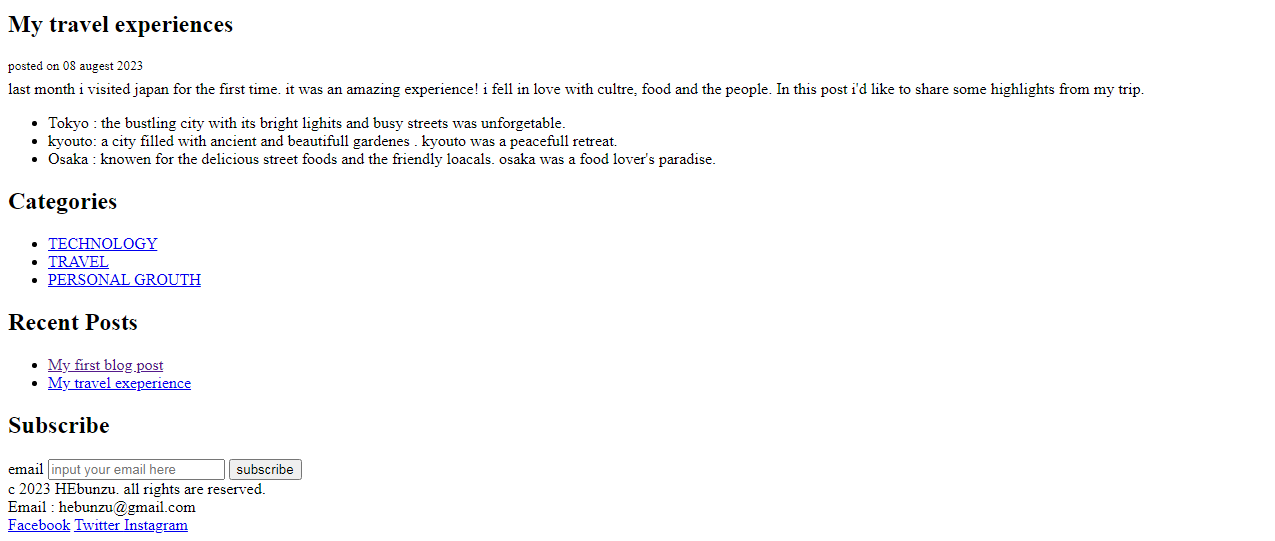 My travel experiences
posted on 08 augest 2023
last month i visited japan for the first time. it was an amazing experience! i fell in love with cultre, food and the people. In this post i'd like to share some highlights from my trip.
Tokyo : the bustling city with its bright lighits and busy streets was unforgetable.
kyouto: a city filled with ancient and beautifull gardenes . kyouto was a peacefull retreat.
Osaka : knowen for the delicious street foods and the friendly loacals. osaka was a food lover's paradise.
Categories
TECHNOLOGY
TRAVEL
PERSONAL GROUTH
Recent Posts
My first blog post
My travel exeperience
Subscribe
email input your email here subscribe
c 2023 HEbunzu. all rights are reserved.
Email : hebunzu@gmail.com
Facebook Twitter Instagram